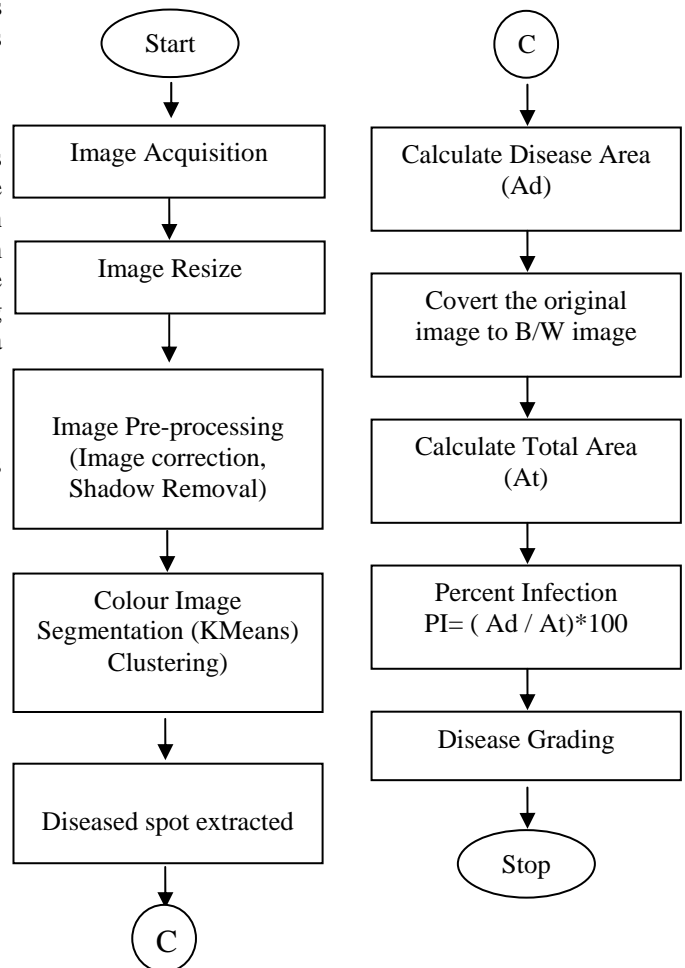 Start
Image Acquisition
Image Resize
Image Pre-processing
(Image correction,
Shadow Removal)
Colour Image
Segmentation (KMeans)
Clustering)
Diseased spot extracted
C
C
Calculate Disease Area
(Ad)
Covert the original
image to B/W image
Calculate Total Area
(At)
Percent Infection
PI= ( Ad / At)*100
Disease Grading
Stop